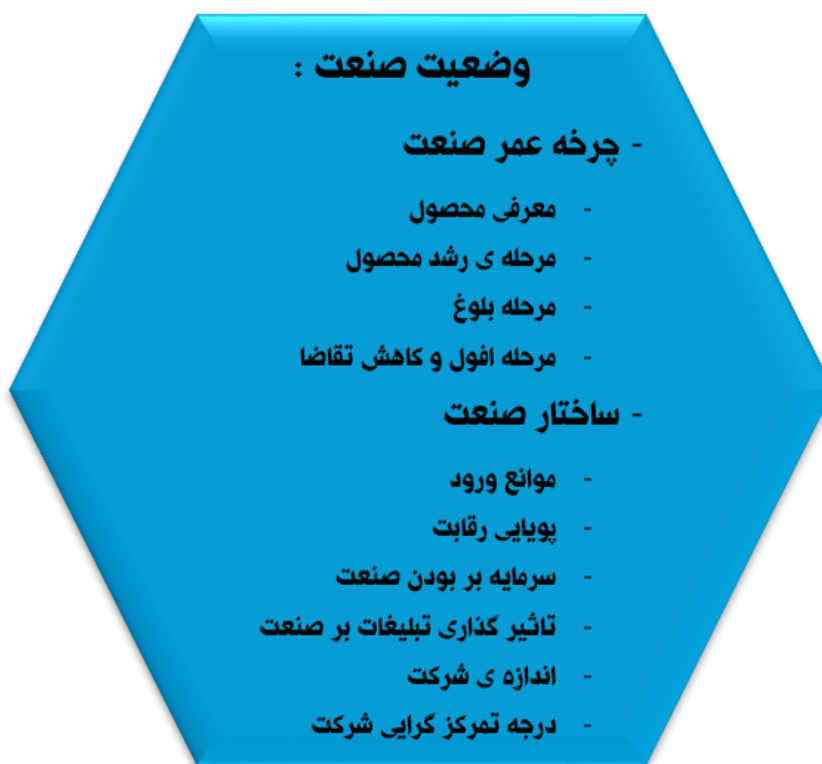 وضعیت صنعت :
- چرخه عمر صنعت
- معرفی محصول
- مرحله ی رشد محصول
- مرحله بلوغ
- مرحله افول و کاهش تقاضا
- ساختار صنعت
- موانع ورود
- پویایی رقابت
- سرمایه بر بودن صنعت
- تاثیر گذاری تبلیغات بر صنعت
- اندازه ی شرکت
- درجه تمرکز گرایی شرکت